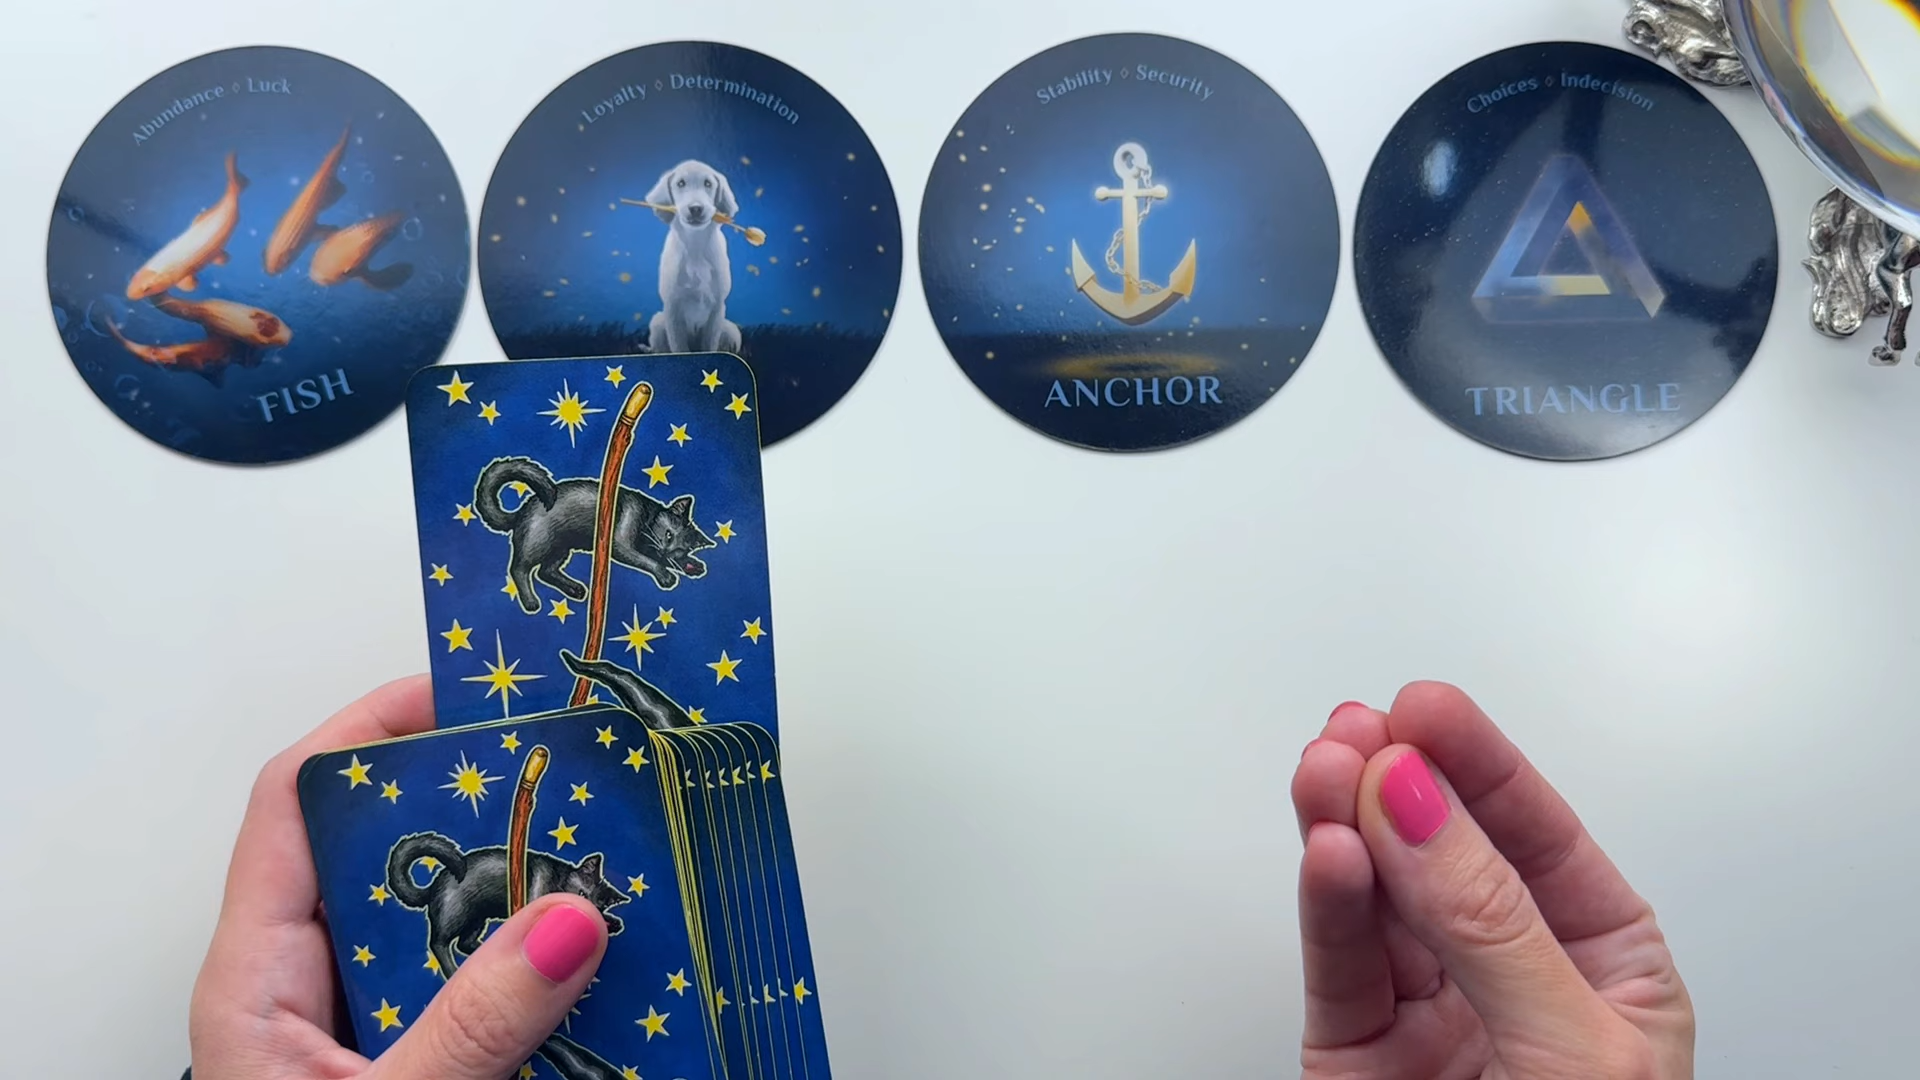 Abundance ◊ Luck
FISH
Loyalty ◊ Determination
Stability ◊ Security
ANCHOR
Choices ◊ Indecision
TRIANGLE